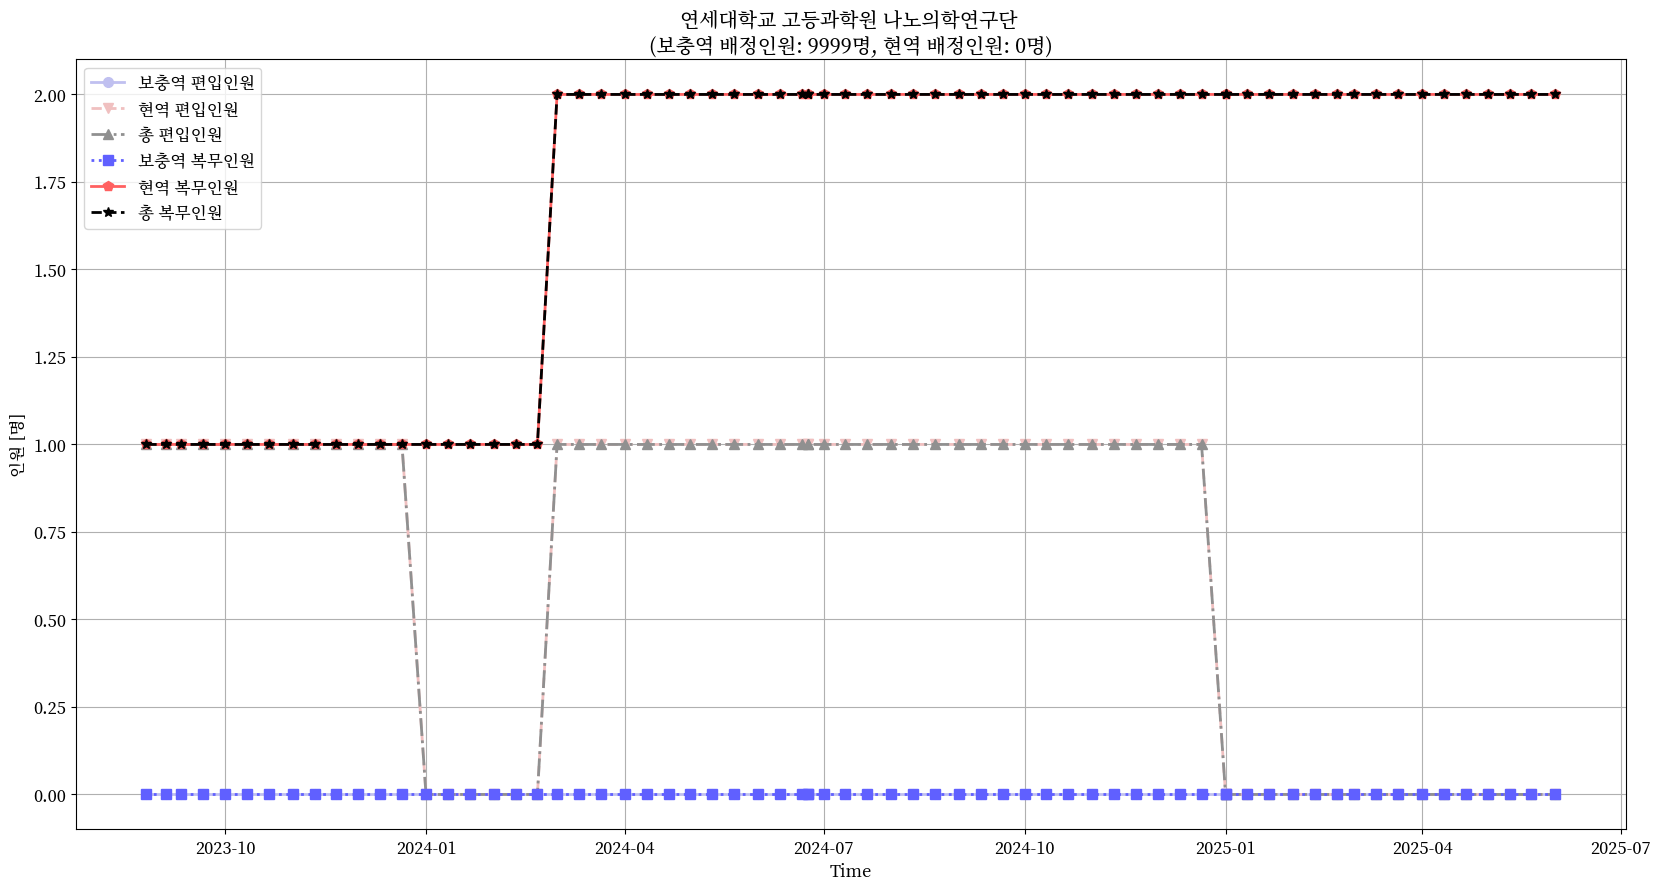 연세대학교 고등과학원 나노의학연구단
(보충역 배정인원: 9999명, 현역 배정인원: 0명)
보충역 편입인원
현역 편입인원
총 편입인원
보충역 복무인원
현역 복무인원
총 복무인원
2.00
1.75
1.50
1.25
1.00
0.75
0.50
0.25
0.00
인원 [명]
2023-10
2024-01
2024-04
2024-07
2024-10
2025-01
2025-04
2025-07
Time